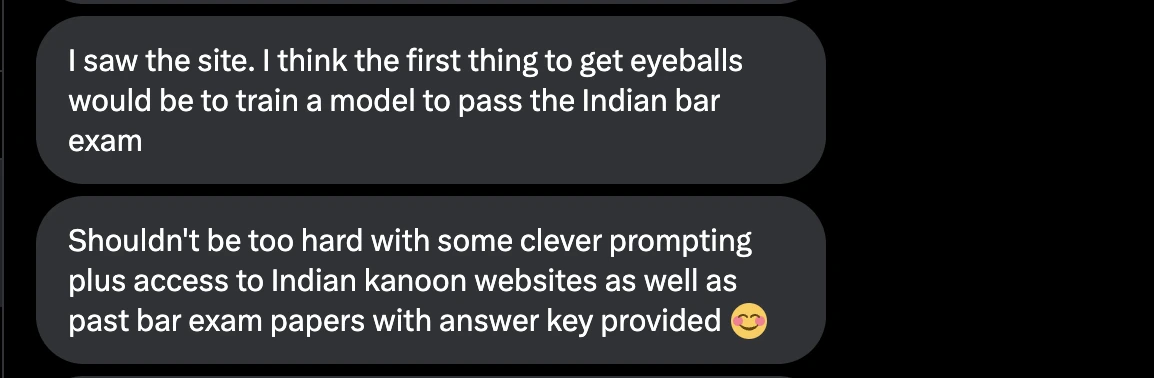 I saw the site. I think the first thing to get eyeballs
would be to train a model to pass the Indian bar
exam
Shouldn't be too hard with some clever prompting
plus access to Indian kanoon websites as well as
past bar exam papers with answer key provided 😊